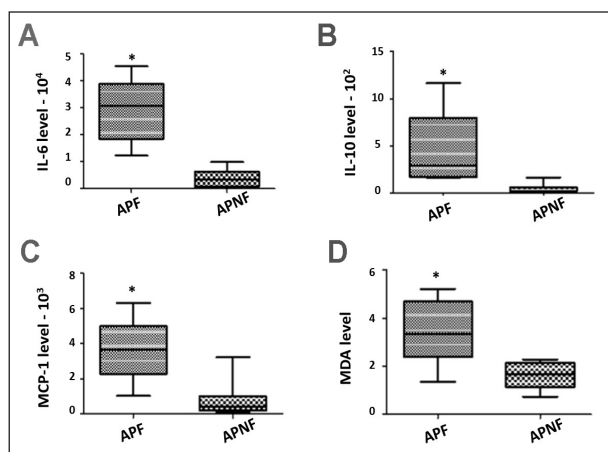 A
IL-6 level - 10⁴
5
4
3
2
1
0
*
APF
APNF
B
IL-10 level - 10²
15
10
5
0
*
APF
APNF
C
MCP-1 level - 10³
8
6
4
2
0
*
APF
APNF
D
MDA level
6
4
2
0
*
APF
APNF